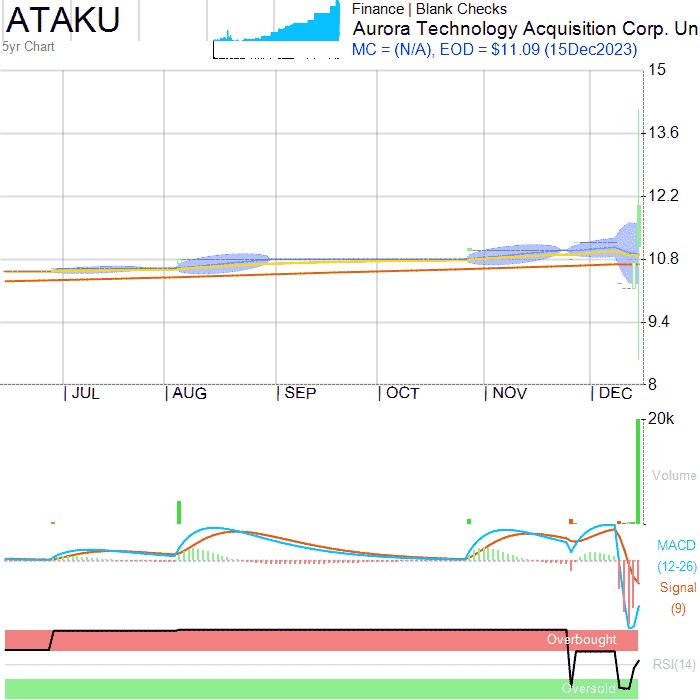 ATAKU
5yr Chart
Finance | Blank Checks
Aurora Technology Acquisition Corp. Un
MC = (N/A), EOD = $11.09 (15Dec2023)
15
13.6
12.2
10.8
9.4
8
JUL AUG SEP OCT NOV DEC
20k
Volume
MACD
(12-26)
Signal
(9)
Overbought
RSI(14)
Oversold